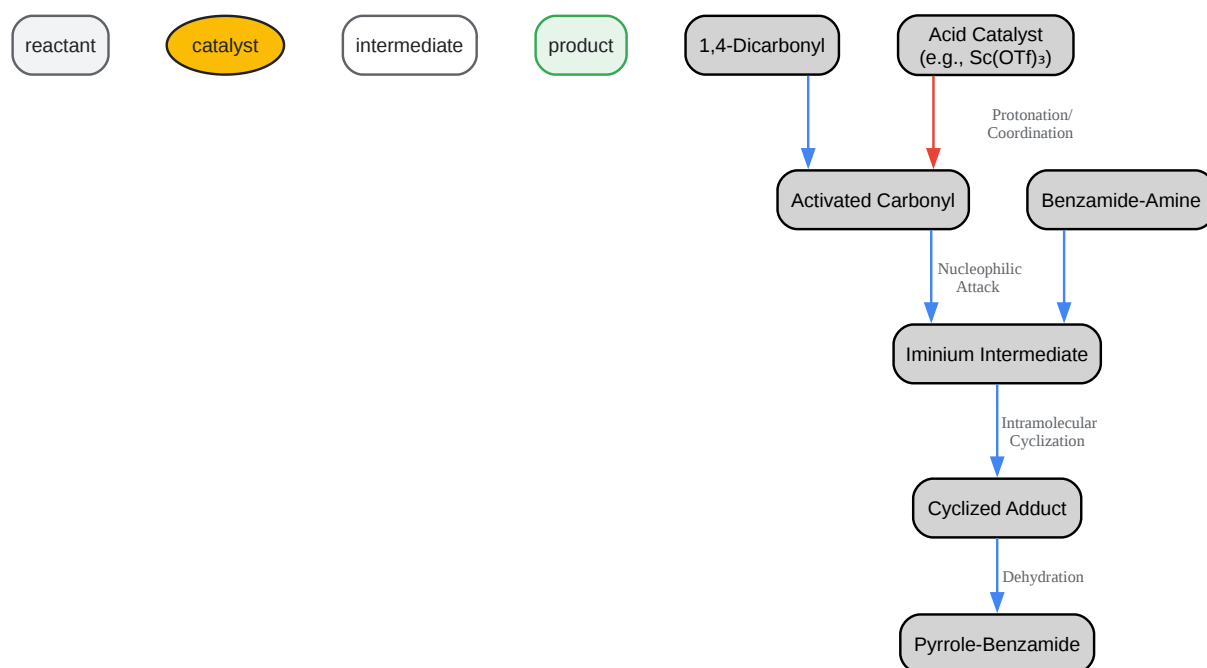 reactant
catalyst
intermediate
product
1,4-Dicarbonyl
Acid Catalyst
(e.g., Sc(OTf)₃)
Protonation/
Coordination
Activated Carbonyl
Benzamide-Amine
Nucleophilic
Attack
Iminium Intermediate
Intramolecular
Cyclization
Cyclized Adduct
Dehydration
Pyrrole-Benzamide